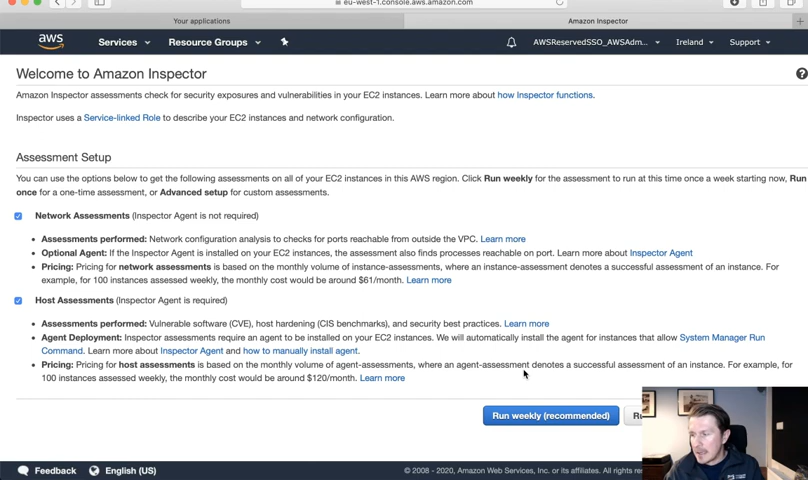 eu-west-1.console.aws.amazon.com
Your applications
Amazon Inspector
aws
Services
Resource Groups
AWSReservedSSO_AWSAdm...
Ireland
Support
Welcome to Amazon Inspector
?
Amazon Inspector assessments check for security exposures and vulnerabilities in your EC2 instances. Learn more about how Inspector functions.
Inspector uses a Service-linked Role to describe your EC2 instances and network configuration.
Assessment Setup
You can use the options below to get the following assessments on all of your EC2 instances in this AWS region. Click Run weekly for the assessment to run at this time once a week starting now, Run
once for a one-time assessment, or Advanced setup for custom assessments.
Network Assessments (Inspector Agent is not required)
• Assessments performed: Network configuration analysis to checks for ports reachable from outside the VPC. Learn more
• Optional Agent: If the Inspector Agent is installed on your EC2 instances, the assessment also finds processes reachable on port. Learn more about Inspector Agent
• Pricing: Pricing for network assessments is based on the monthly volume of instance-assessments, where an instance-assessment denotes a successful assessment of an instance. For
example, for 100 instances assessed weekly, the monthly cost would be around $61/month. Learn more
Host Assessments (Inspector Agent is required)
• Assessments performed: Vulnerable software (CVE), host hardening (CIS benchmarks), and security best practices. Learn more
• Agent Deployment: Inspector assessments require an agent to be installed on your EC2 instances. We will automatically install the agent for instances that allow System Manager Run
Command. Learn more about Inspector Agent and how to manually install agent.
• Pricing: Pricing for host assessments is based on the monthly volume of agent-assessments, where an agent-assessment denotes a successful assessment of an instance. For example, for
100 instances assessed weekly, the monthly cost would be around $120/month. Learn more
Run weekly (recommended)
Feedback
English (US)
© 2008 - 2020, Amazon Web Services, Inc. or its affiliates. All rights